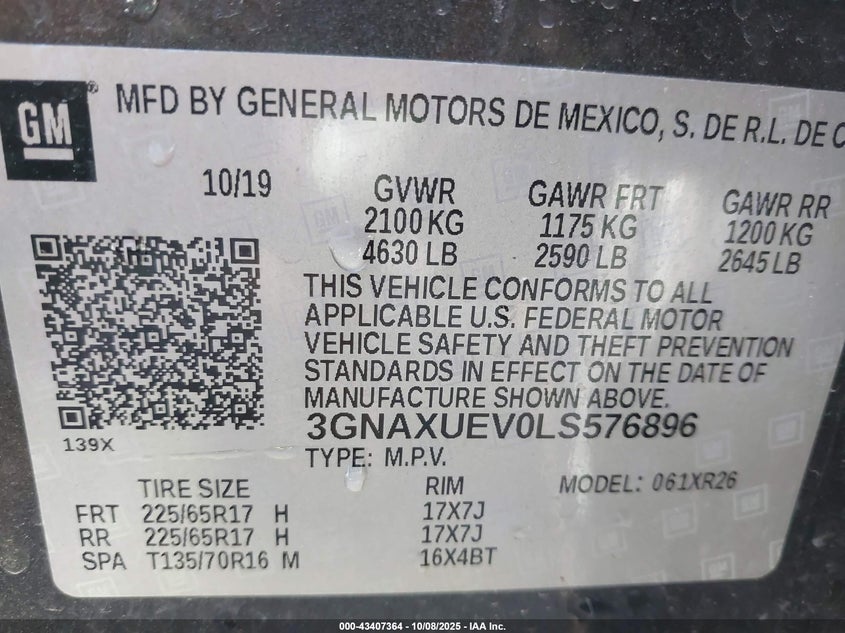 GM®
MFD BY GENERAL MOTORS DE MEXICO, S. DE R.L. DE C
10/19 GVWR GAWR FRT GAWR RR
2100 KG 1175 KG 1200 KG
4630 LB 2590 LB 2645 LB
THIS VEHICLE CONFORMS TO ALL
APPLICABLE U.S. FEDERAL MOTOR
VEHICLE SAFETY AND THEFT PREVENTION
STANDARDS IN EFFECT ON THE DATE OF
MANUFACTURE SHOWN ABOVE.
3GNAXUEV0LS576896
139X
TYPE: M.P.V.
TIRE SIZE RIM MODEL: 061XR26
FRT 225/65R17 H 17X7J
RR 225/65R17 H 17X7J
SPA T135/70R16 M 16X4BT
000-43407364 - 10/08/2025 - IAA Inc.